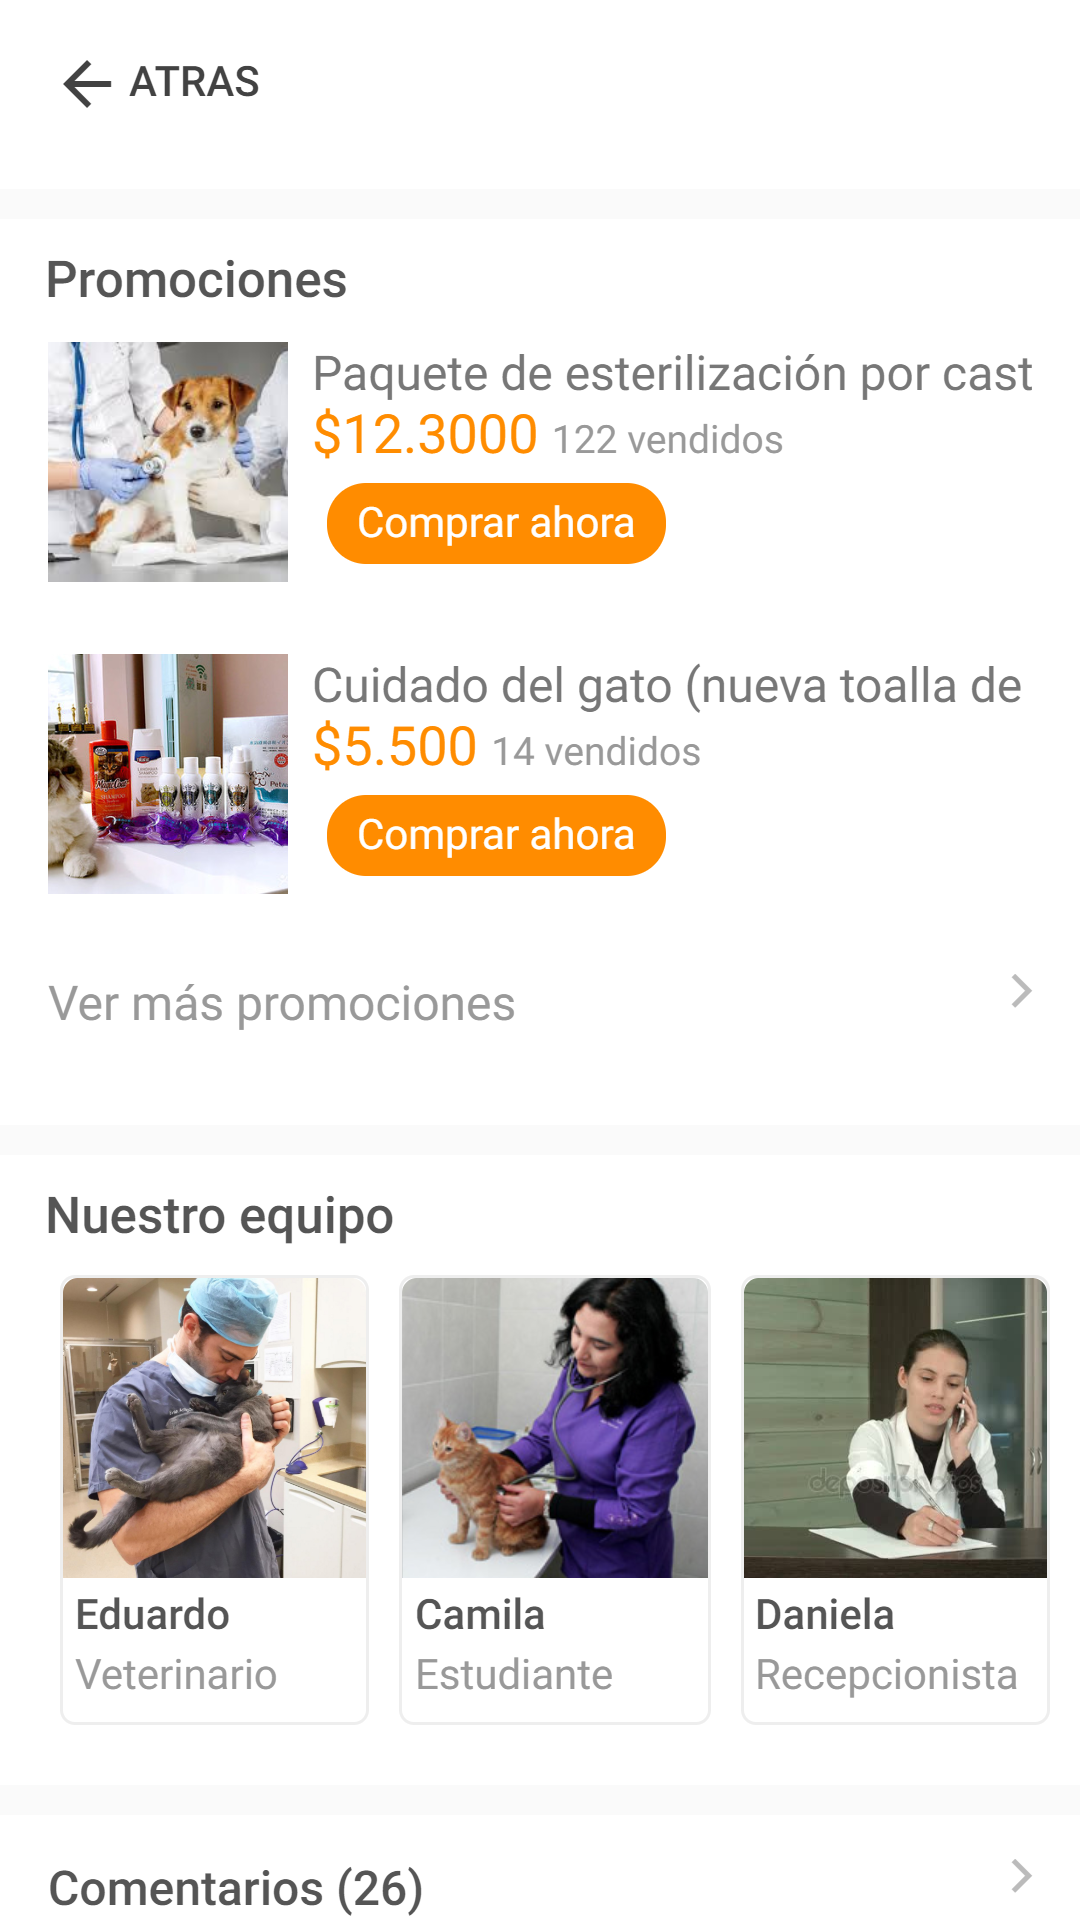 ATRAS
Promociones
Paquete de esterilización por cast
$12.3000 122 vendidos
Comprar ahora
Cuidado del gato (nueva toalla de
$5.500 14 vendidos
Comprar ahora
Ver más promociones
Nuestro equipo
depositphotos
Eduardo
Veterinario
Camila
Estudiante
Daniela
Recepcionista
Comentarios (26)